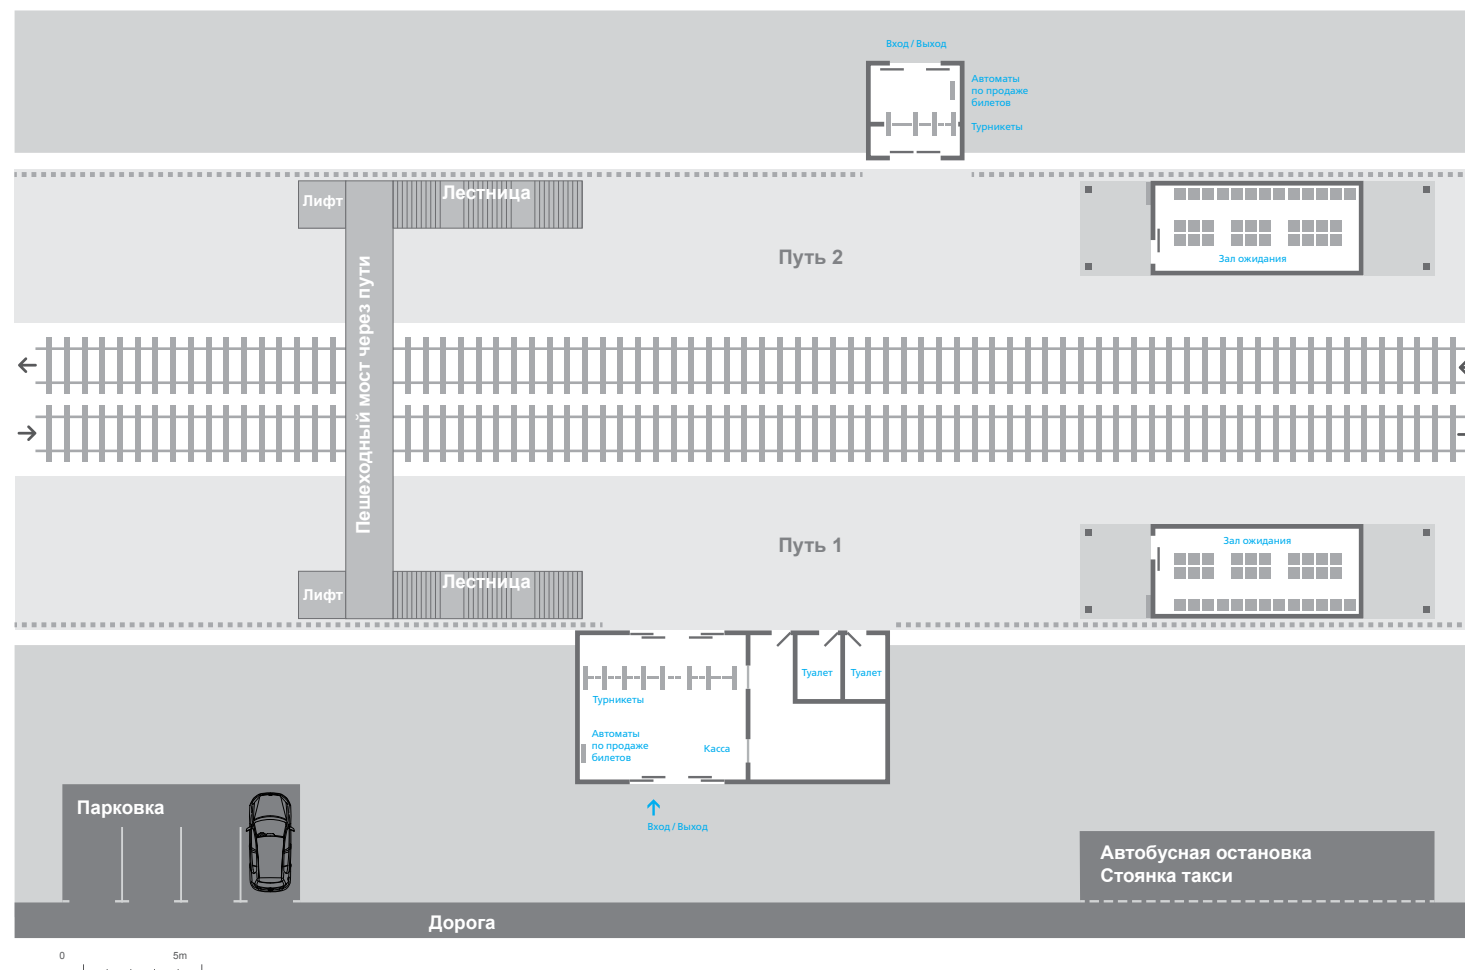 Вход / Выход
Автоматы
по продаже
билетов
Турникеты
Лифт
Лестница
Путь 2
Зал ожидания
Пешеходный мост через пути
Путь 1
Зал ожидания
Лифт
Лестница
Туалет
Туалет
Турникеты
Автоматы
по продаже
билетов
Касса
Вход / Выход
Парковка
Автобусная остановка
Стоянка такси
Дорога
0
5m